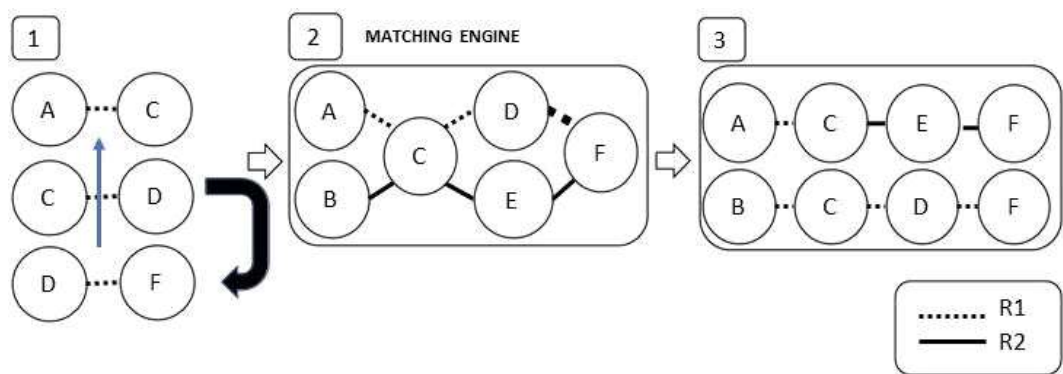 1
A C
C D
D F
2 MATCHING ENGINE
A D
C F
B E
3
A C E F
B C D F
R1
R2